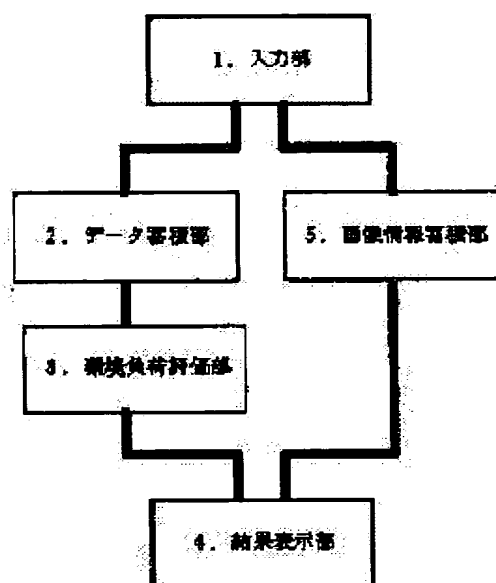 1. 入力部
2. データ蓄積部
5. 画像情報蓄積部
3. 環境負荷評価部
4. 結果表示部